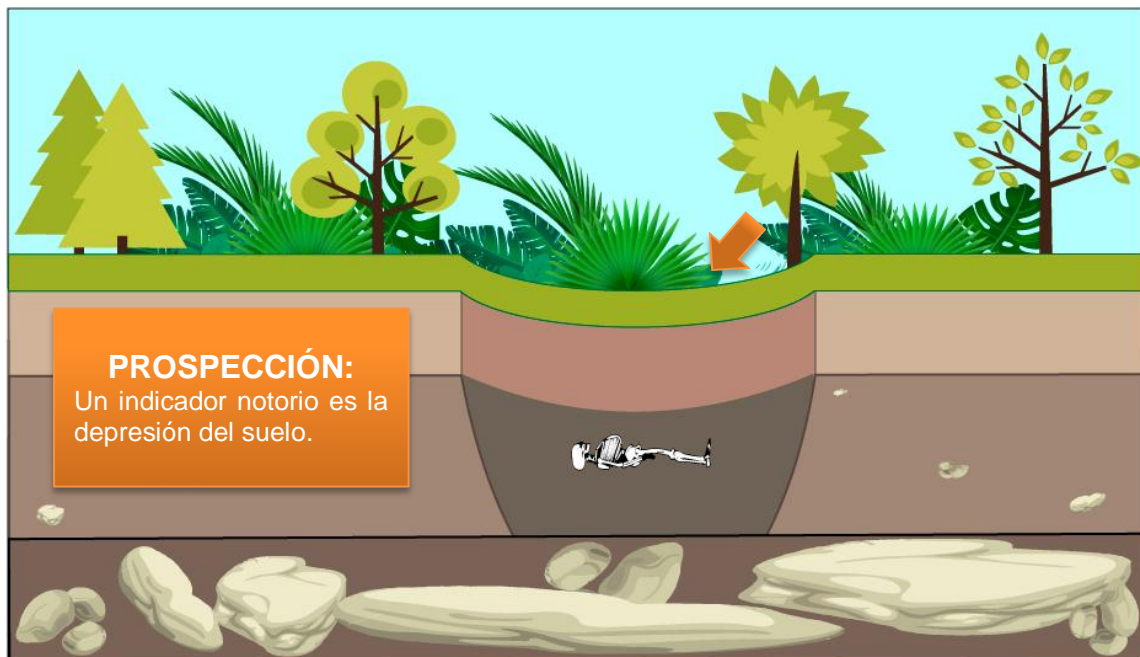 PROSPECCIÓN:
Un indicador notorio es la
depresión del suelo.